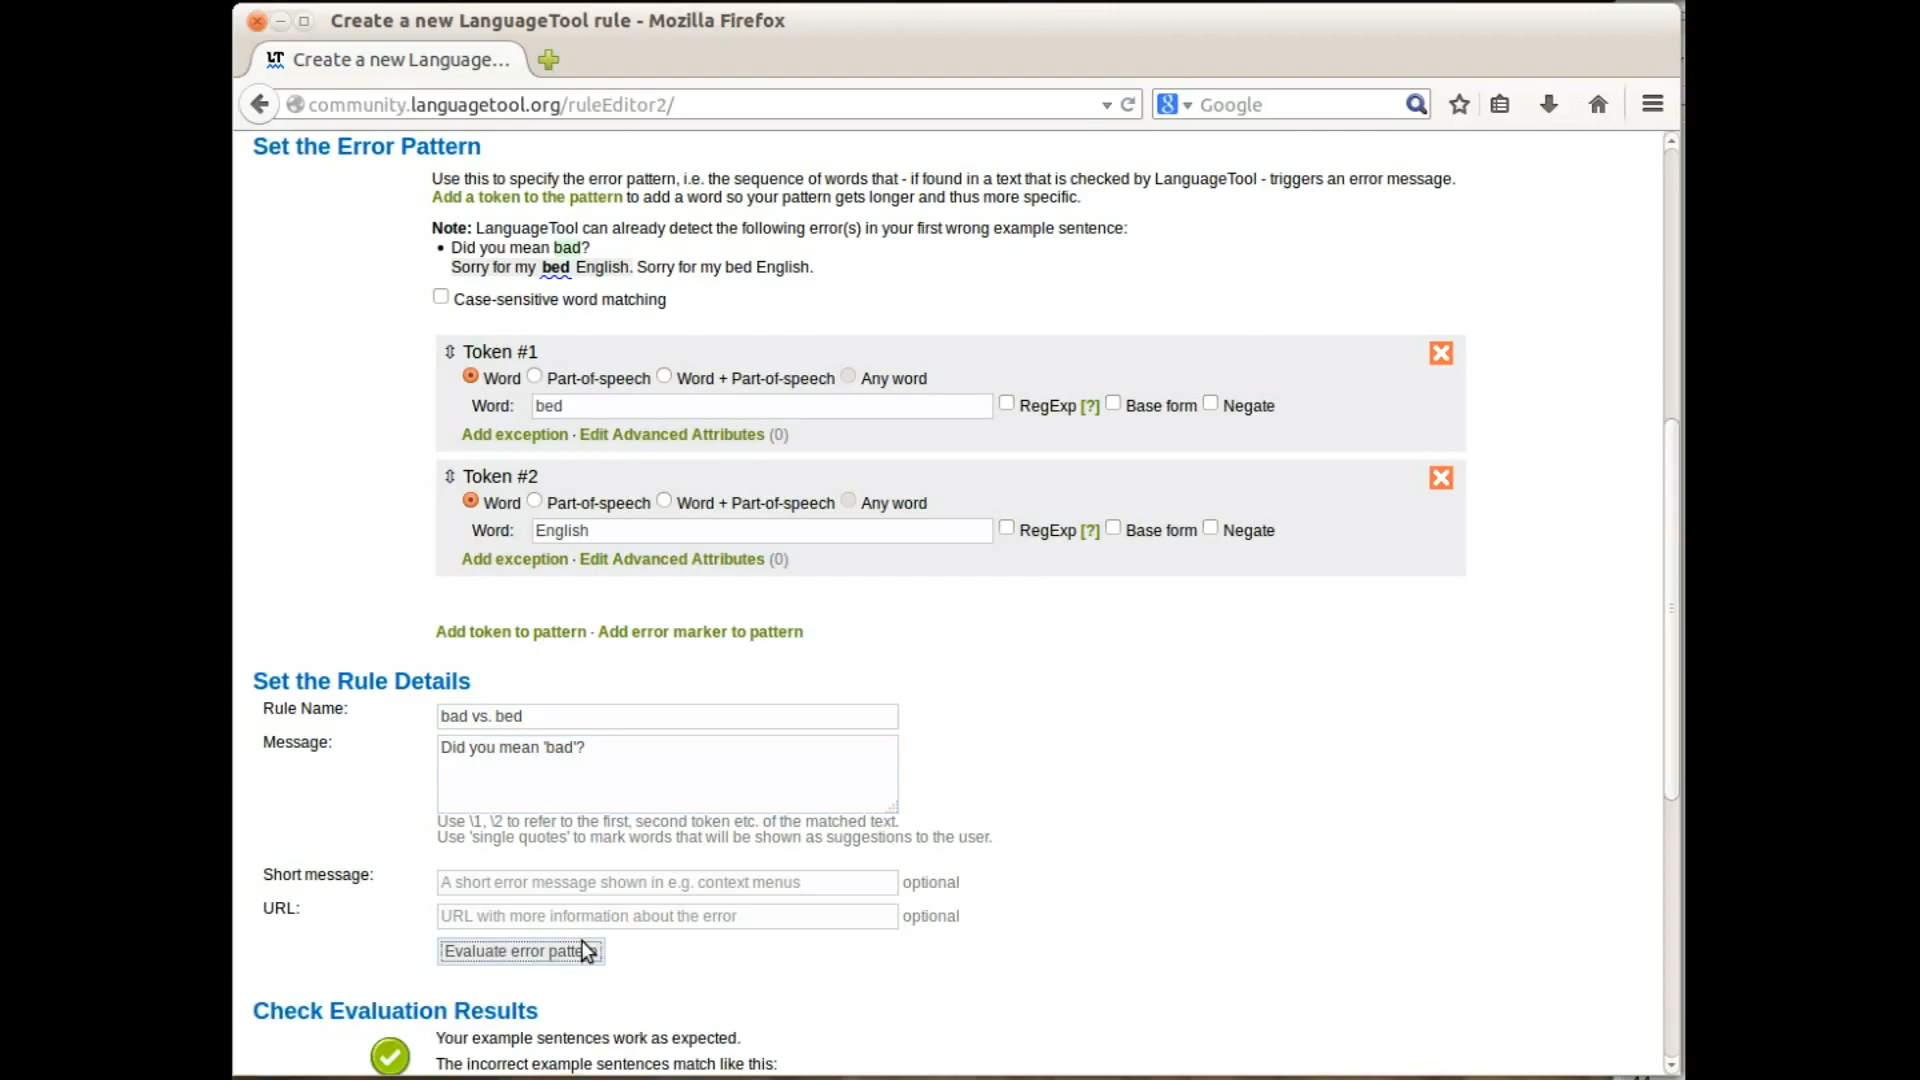 Create a new LanguageTool rule - Mozilla Firefox
LT Create a new Language...
community.languagetool.org/ruleEditor2/
8 Google
Set the Error Pattern
Use this to specify the error pattern, i.e. the sequence of words that - if found in a text that is checked by LanguageTool - triggers an error message.
Add a token to the pattern to add a word so your pattern gets longer and thus more specific.
Note: LanguageTool can already detect the following error(s) in your first wrong example sentence:
• Did you mean bad?
Sorry for my bed English. Sorry for my bed English.
Case-sensitive word matching
Token #1
Word Part-of-speech Word + Part-of-speech Any word
Word: bed RegExp [?] Base form Negate
Add exception · Edit Advanced Attributes (0)
Token #2
Word Part-of-speech Word + Part-of-speech Any word
Word: English RegExp [?] Base form Negate
Add exception · Edit Advanced Attributes (0)
Add token to pattern · Add error marker to pattern
Set the Rule Details
Rule Name: bad vs. bed
Message: Did you mean 'bad'?
Use \1, \2 to refer to the first, second token etc. of the matched text.
Use 'single quotes' to mark words that will be shown as suggestions to the user.
Short message: A short error message shown in e.g. context menus optional
URL: URL with more information about the error optional
Evaluate error pattern
Check Evaluation Results
Your example sentences work as expected.
The incorrect example sentences match like this: